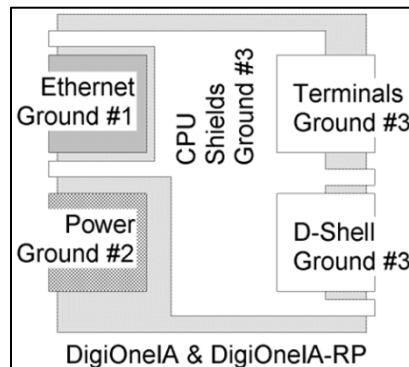 Ethernet
Ground #1
CPU
Shields
Ground #3
Terminals
Ground #3
Power
Ground #2
D-Shell
Ground #3
DigiOneIA & DigiOneIA-RP